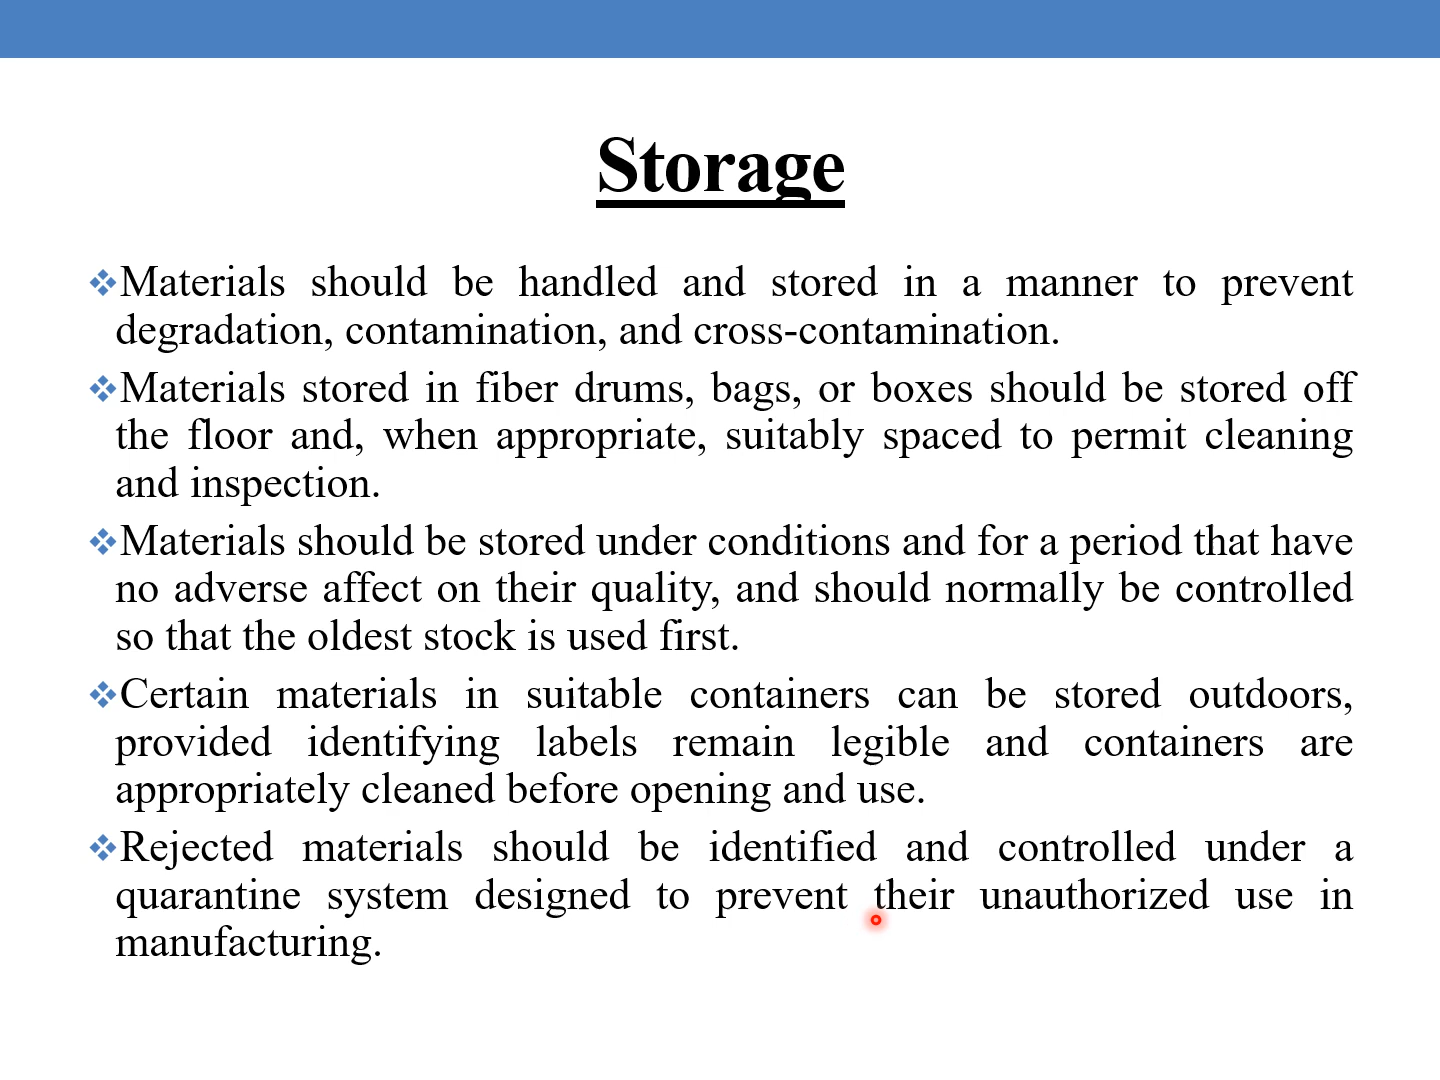 Storage
❖Materials should be handled and stored in a manner to prevent
degradation, contamination, and cross-contamination.
❖Materials stored in fiber drums, bags, or boxes should be stored off
the floor and, when appropriate, suitably spaced to permit cleaning
and inspection.
❖Materials should be stored under conditions and for a period that have
no adverse affect on their quality, and should normally be controlled
so that the oldest stock is used first.
❖Certain materials in suitable containers can be stored outdoors,
provided identifying labels remain legible and containers are
appropriately cleaned before opening and use.
❖Rejected materials should be identified and controlled under a
quarantine system designed to prevent their unauthorized use in
manufacturing.